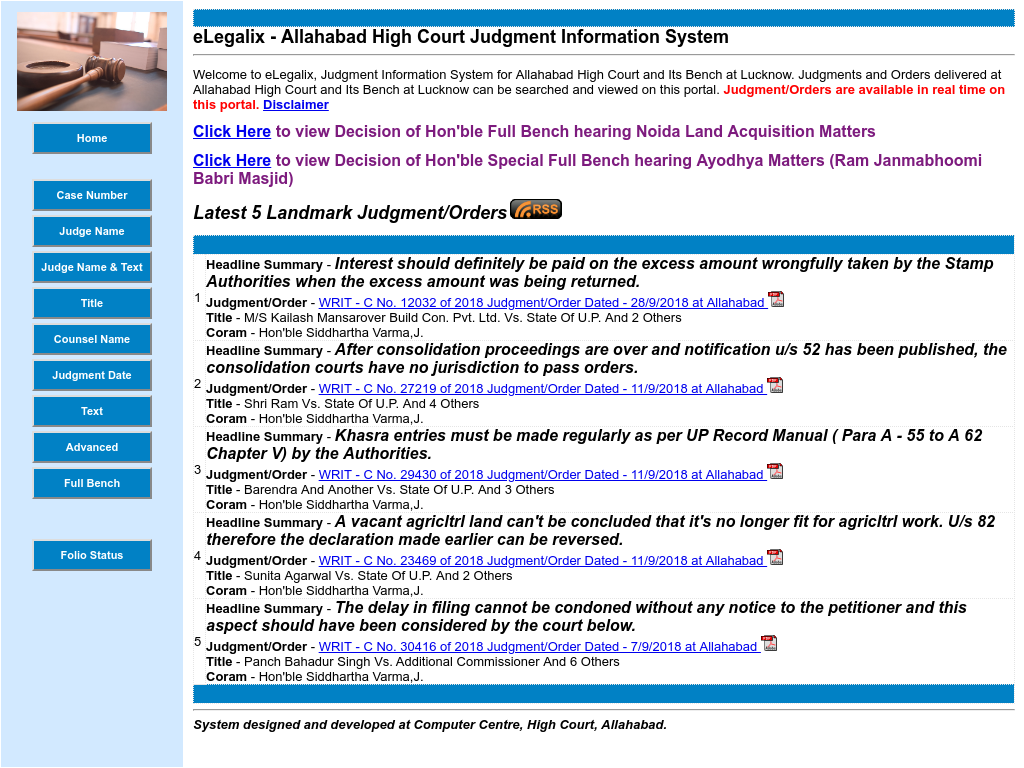 eLegalix - Allahabad High Court Judgment Information System
Welcome to eLegalix, Judgment Information System for Allahabad High Court and Its Bench at Lucknow. Judgments and Orders delivered at
Allahabad High Court and Its Bench at Lucknow can be searched and viewed on this portal. Judgment/Orders are available in real time on
this portal. Disclaimer
Click Here to view Decision of Hon'ble Full Bench hearing Noida Land Acquisition Matters
Click Here to view Decision of Hon'ble Special Full Bench hearing Ayodhya Matters (Ram Janmabhoomi
Babri Masjid)
Latest 5 Landmark Judgment/Orders RSS
Home
Case Number
Judge Name
Judge Name & Text
Title
Counsel Name
Judgment Date
Text
Advanced
Full Bench
Folio Status
Headline Summary - Interest should definitely be paid on the excess amount wrongfully taken by the Stamp
Authorities when the excess amount was being returned.
1 Judgment/Order - WRIT - C No. 12032 of 2018 Judgment/Order Dated - 28/9/2018 at Allahabad
Title - M/S Kailash Mansarover Build Con. Pvt. Ltd. Vs. State Of U.P. And 2 Others
Coram - Hon'ble Siddhartha Varma,J.
Headline Summary - After consolidation proceedings are over and notification u/s 52 has been published, the
consolidation courts have no jurisdiction to pass orders.
2 Judgment/Order - WRIT - C No. 27219 of 2018 Judgment/Order Dated - 11/9/2018 at Allahabad
Title - Shri Ram Vs. State Of U.P. And 4 Others
Coram - Hon'ble Siddhartha Varma,J.
Headline Summary - Khasra entries must be made regularly as per UP Record Manual ( Para A - 55 to A 62
Chapter V) by the Authorities.
3 Judgment/Order - WRIT - C No. 29430 of 2018 Judgment/Order Dated - 11/9/2018 at Allahabad
Title - Barendra And Another Vs. State Of U.P. And 3 Others
Coram - Hon'ble Siddhartha Varma,J.
Headline Summary - A vacant agricltrl land can't be concluded that it's no longer fit for agricltrl work. U/s 82
therefore the declaration made earlier can be reversed.
4 Judgment/Order - WRIT - C No. 23469 of 2018 Judgment/Order Dated - 11/9/2018 at Allahabad
Title - Sunita Agarwal Vs. State Of U.P. And 2 Others
Coram - Hon'ble Siddhartha Varma,J.
Headline Summary - The delay in filing cannot be condoned without any notice to the petitioner and this
aspect should have been considered by the court below.
5 Judgment/Order - WRIT - C No. 30416 of 2018 Judgment/Order Dated - 7/9/2018 at Allahabad
Title - Panch Bahadur Singh Vs. Additional Commissioner And 6 Others
Coram - Hon'ble Siddhartha Varma,J.
System designed and developed at Computer Centre, High Court, Allahabad.